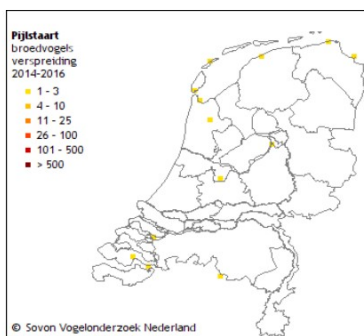 Pijlstaart
broedvogels
verspreiding
2014-2016
1 - 3
4 - 10
11 - 25
26 - 100
101 - 500
> 500
© Sovon Vogelonderzoek Nederland